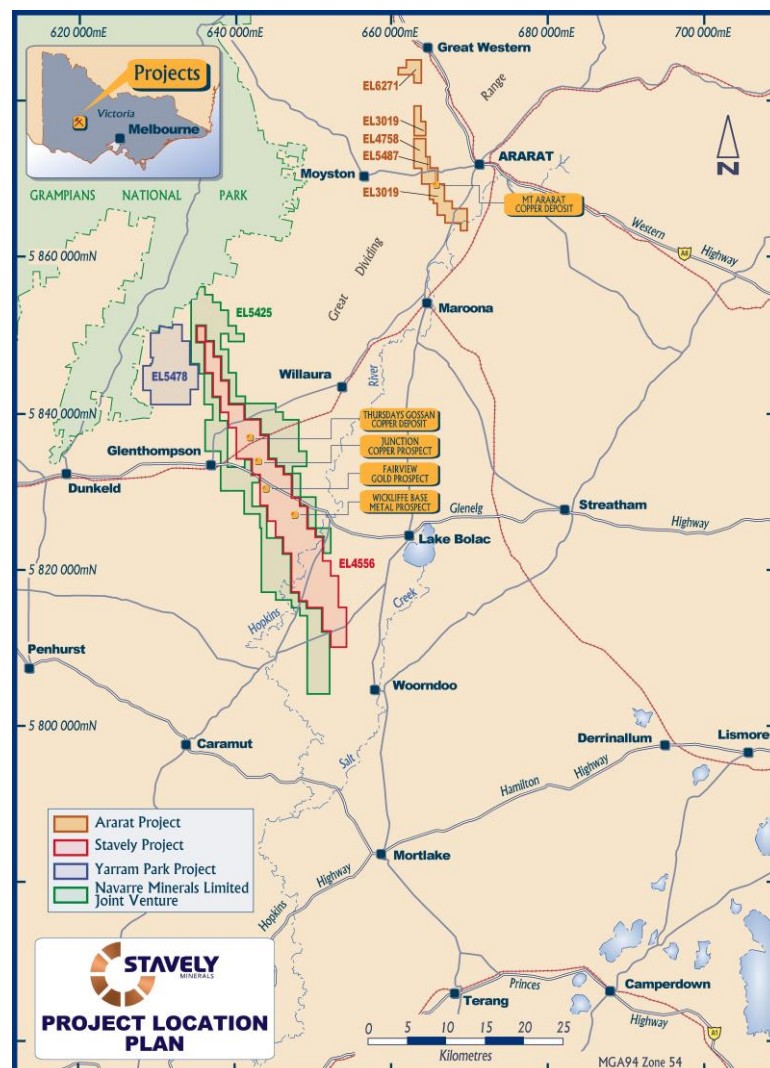 620 000mE
640 000mE
660 000mE
680 000mE
700 000mE
Projects
Victoria
Melbourne
Great Western
EL6271
Range
EL3019
EL4758
EL5487
ARARAT
N
Moyston
EL3019
MT ARARAT
COPPER DEPOSIT
GRAMPIANS NATIONAL PARK
Western
Highway
A8
5 860 000mN
Dividing
Great
EL5425
Maroona
EL5478
Willaura
River
5 840 000mN
THURSDAYS GOSSAN
COPPER DEPOSIT
JUNCTION
COPPER PROSPECT
FAIRVIEW
GOLD PROSPECT
WICKLIFFE BASE
METAL PROSPECT
Glenthompson
Dunkeld
Glenelg
Highway
Streatham
Lake Bolac
EL4556
5 820 000mN
Hopkins
Creek
Penhurst
Woorndoo
5 800 000mN
Caramut
Salt
Derrinallum
Lismore
Hamilton
Highway
Ararat Project
Stavely Project
Yarram Park Project
Navarre Minerals Limited
Joint Venture
Mortlake
Highway
Hopkins
STAVELY
MINERALS
PROJECT LOCATION
PLAN
Terang
Princes
Camperdown
Highway
A1
0 5 10 15 20 25
Kilometres
MGA94 Zone 54